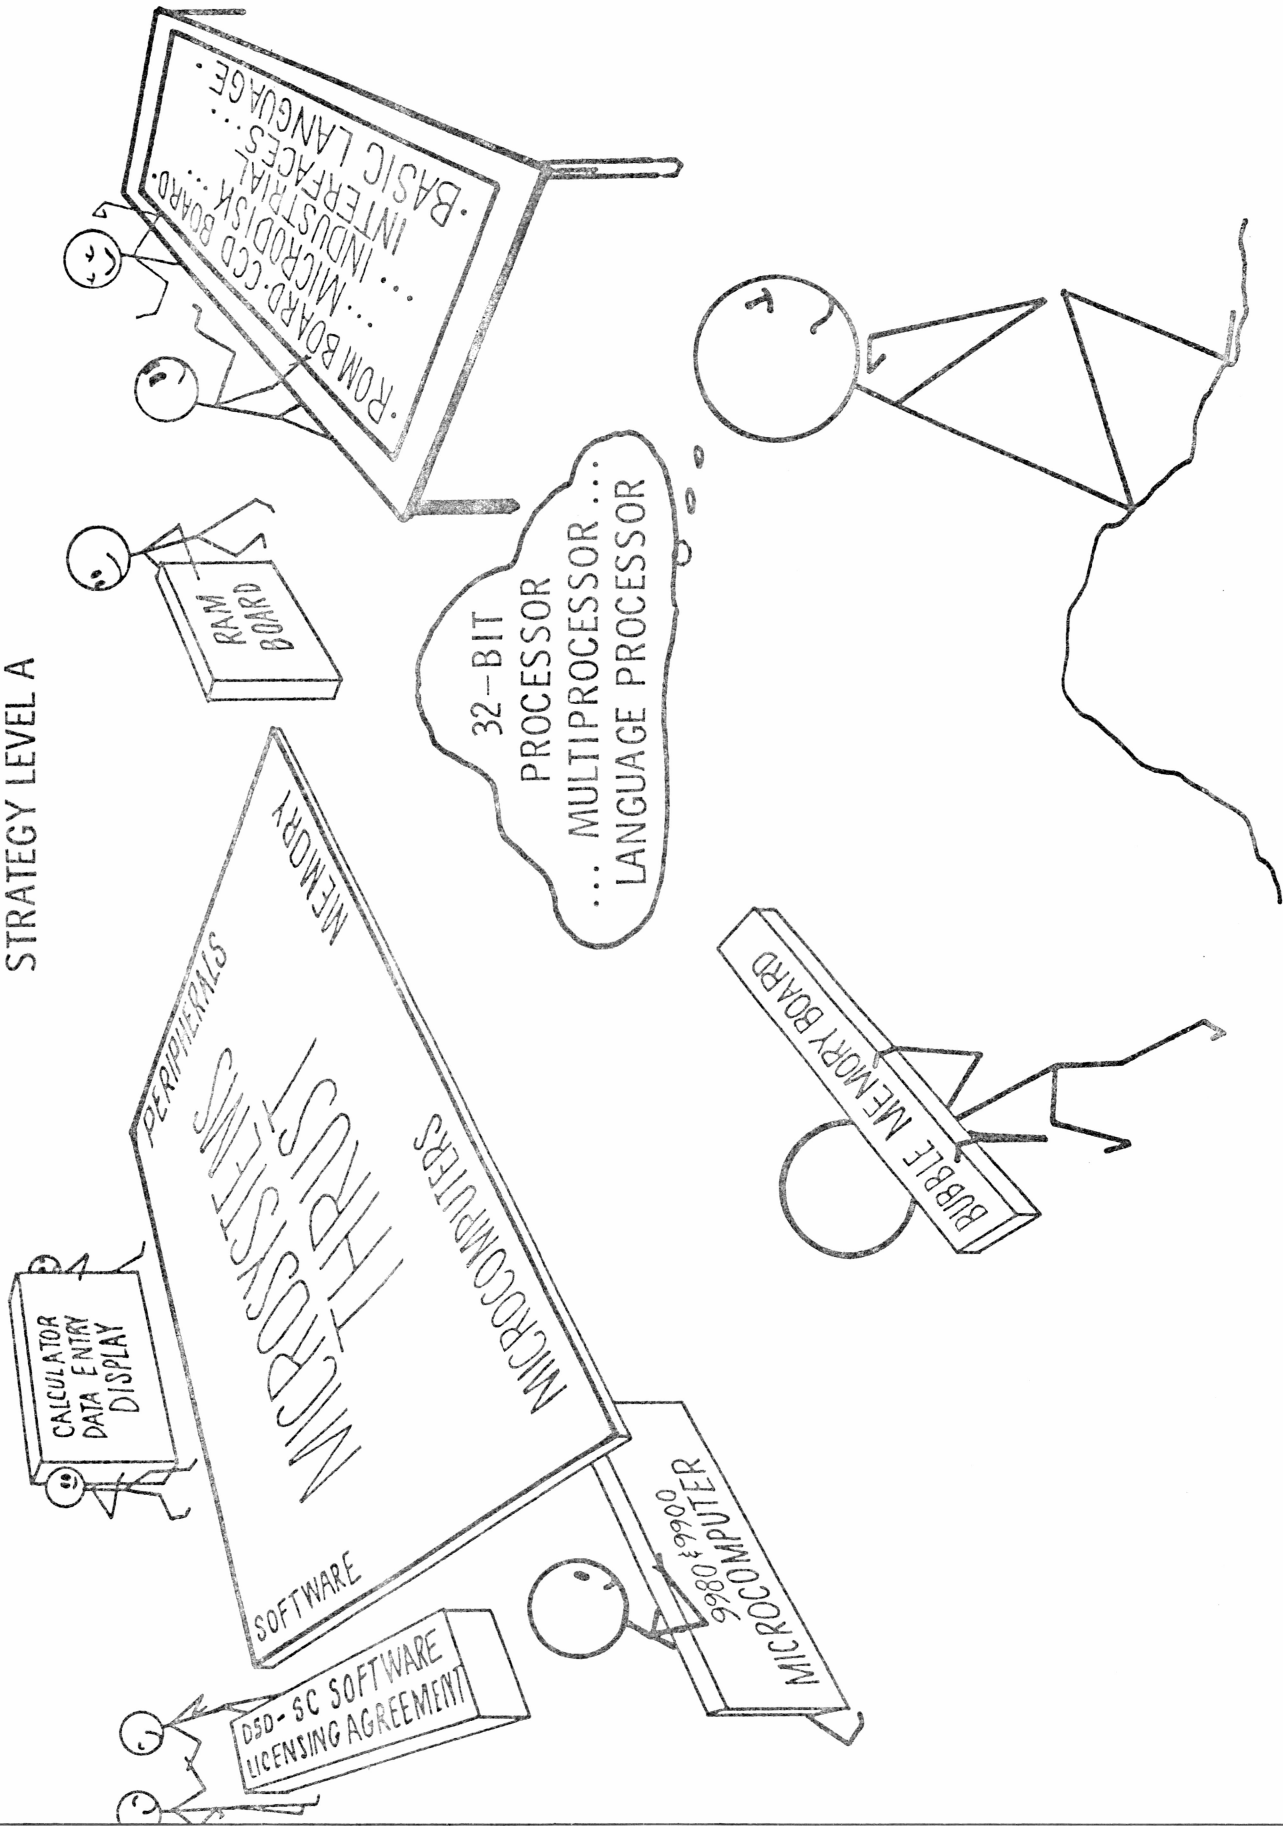 STRATEGY LEVEL A
CALCULATOR
DATA ENTRY
DISPLAY
DSD-SC SOFTWARE
LICENSING AGREEMENT
SOFTWARE
PERIPHERALS
MICROSYSTEMS
THRUST
MICROCOMPUTERS
MEMORY
RAM
BOARD
• ROM BOARD • CCD BOARD •
... MICRODISK ...
... INDUSTRIAL
INTERFACES ...
• BASIC LANGUAGE •
9980 & 9900
MICROCOMPUTER
32-BIT
PROCESSOR
... MULTIPROCESSOR ...
LANGUAGE PROCESSOR
BUBBLE MEMORY BOARD